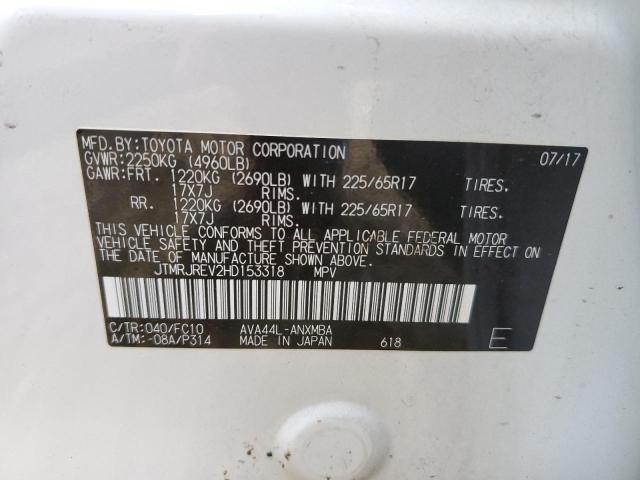 MFD.BY:TOYOTA MOTOR CORPORATION 07/17
GVWR:2250KG (4960LB)
GAWR:FRT. 1220KG (2690LB) WITH 225/65R17 TIRES.
17X7J RIMS.
RR. 1220KG (2690LB) WITH 225/65R17 TIRES.
17X7J RIMS.
THIS VEHICLE CONFORMS TO ALL APPLICABLE FEDERAL MOTOR
VEHICLE SAFETY AND THEFT PREVENTION STANDARDS IN EFFECT ON
THE DATE OF MANUFACTURE SHOWN ABOVE.
JTMRJREV2HD153318 MPV
C/TR:040/FC10 AVA44L-ANXMBA
A/TM:-08A/P314 MADE IN JAPAN 618 E